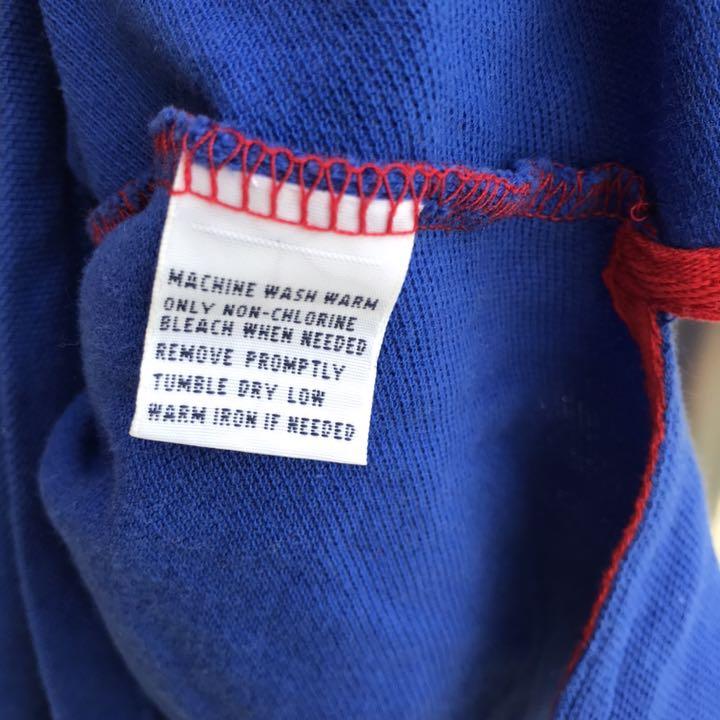 MACHINE WASH WARM
ONLY NON-CHLORINE
BLEACH WHEN NEEDED
REMOVE PROMPTLY
TUMBLE DRY LOW
WARM IRON IF NEEDED